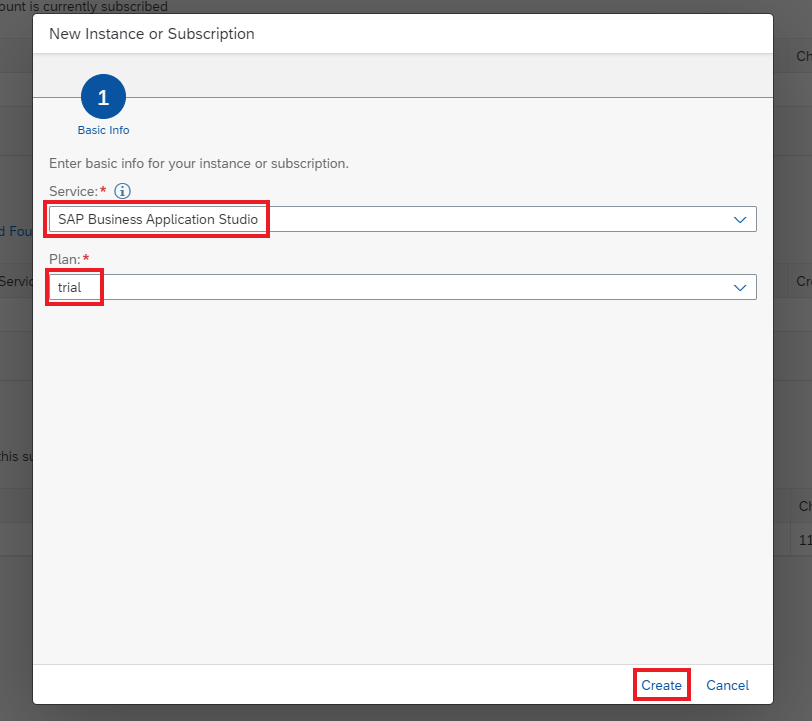 ount is currently subscribed
New Instance or Subscription
Ch
1
Basic Info
Enter basic info for your instance or subscription.
Service:*
SAP Business Application Studio
d Fou
Plan:*
Servic
Cre
trial
this su
Ch
11
Create
Cancel